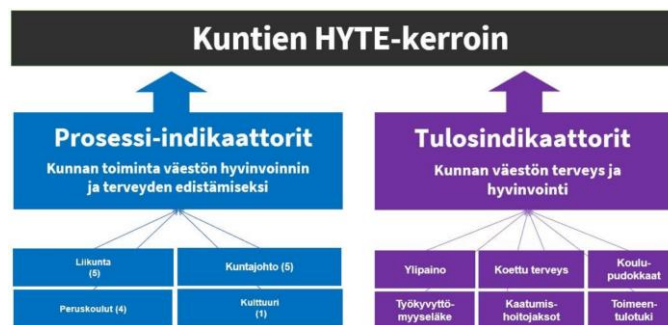 Kuntien HYTE-kerroin
Prosessi-indikaattorit
Kunnan toiminta väestön hyvinvoinnin
ja terveyden edistämiseksi
Tulosindikaattorit
Kunnan väestön terveys ja
hyvinvointi
Liikunta
(5)
Kuntajohto (5)
Peruskoulut (4)
Kulttuuri
(1)
Ylipaino
Koettu terveys
Koulu-
pudokkaat
Työkyvyttö-
myyseläke
Kaatumis-
hoitojaksot
Toimeen-
tulotuki